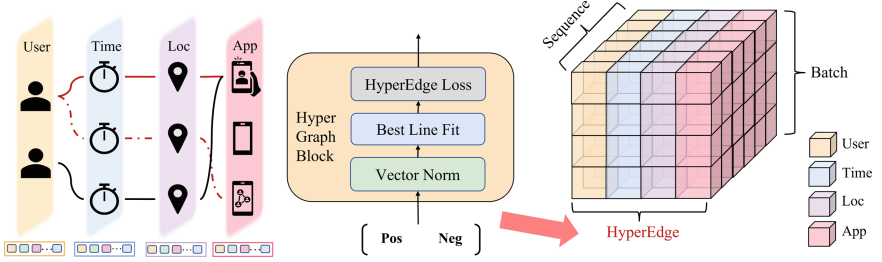 User
Time
Loc
App
Hyper
Graph
Block
HyperEdge Loss
Best Line Fit
Vector Norm
Pos Neg
Sequence
Batch
HyperEdge
User
Time
Loc
App